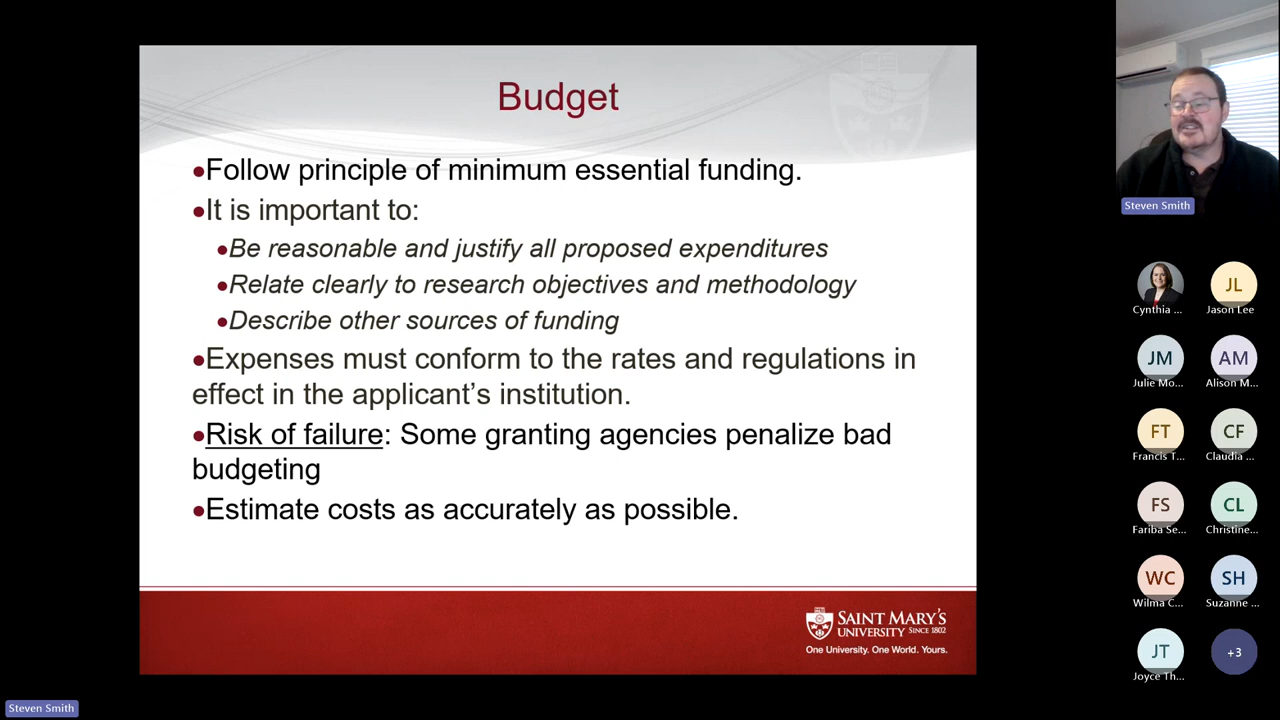 Budget
●Follow principle of minimum essential funding.
●It is important to:
●Be reasonable and justify all proposed expenditures
●Relate clearly to research objectives and methodology
●Describe other sources of funding
●Expenses must conform to the rates and regulations in
effect in the applicant's institution.
●Risk of failure: Some granting agencies penalize bad
budgeting
●Estimate costs as accurately as possible.
SAINT MARY'S
UNIVERSITY SINCE 1802
One University. One World. Yours.
Steven Smith
Cynthia ...
JL
Jason Lee
JM
Julie Mo...
AM
Alison M...
FT
Francis T...
CF
Claudia ...
FS
Fariba Se...
CL
Christine...
WC
Wilma C...
SH
Suzanne ...
JT
Joyce Th...
+3
Steven Smith